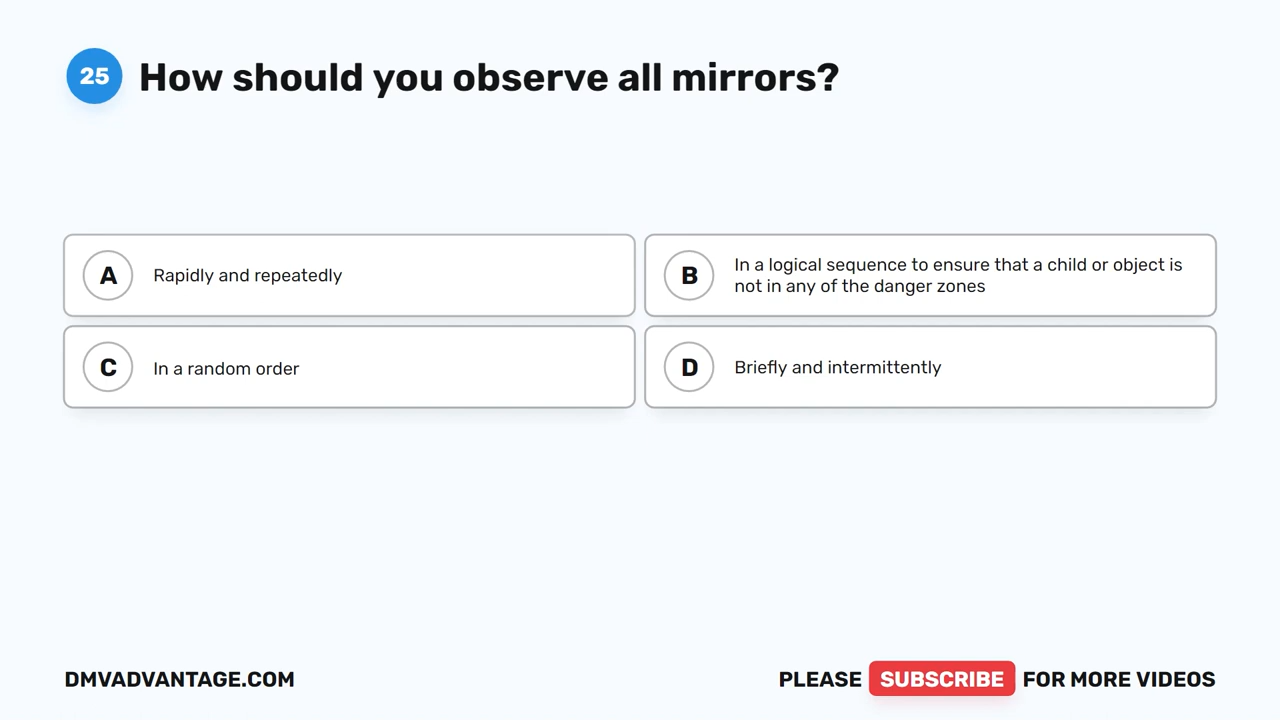 25 How should you observe all mirrors?
A Rapidly and repeatedly
B In a logical sequence to ensure that a child or object is
not in any of the danger zones
C In a random order
D Briefly and intermittently
DMVADVANTAGE.COM
PLEASE SUBSCRIBE FOR MORE VIDEOS